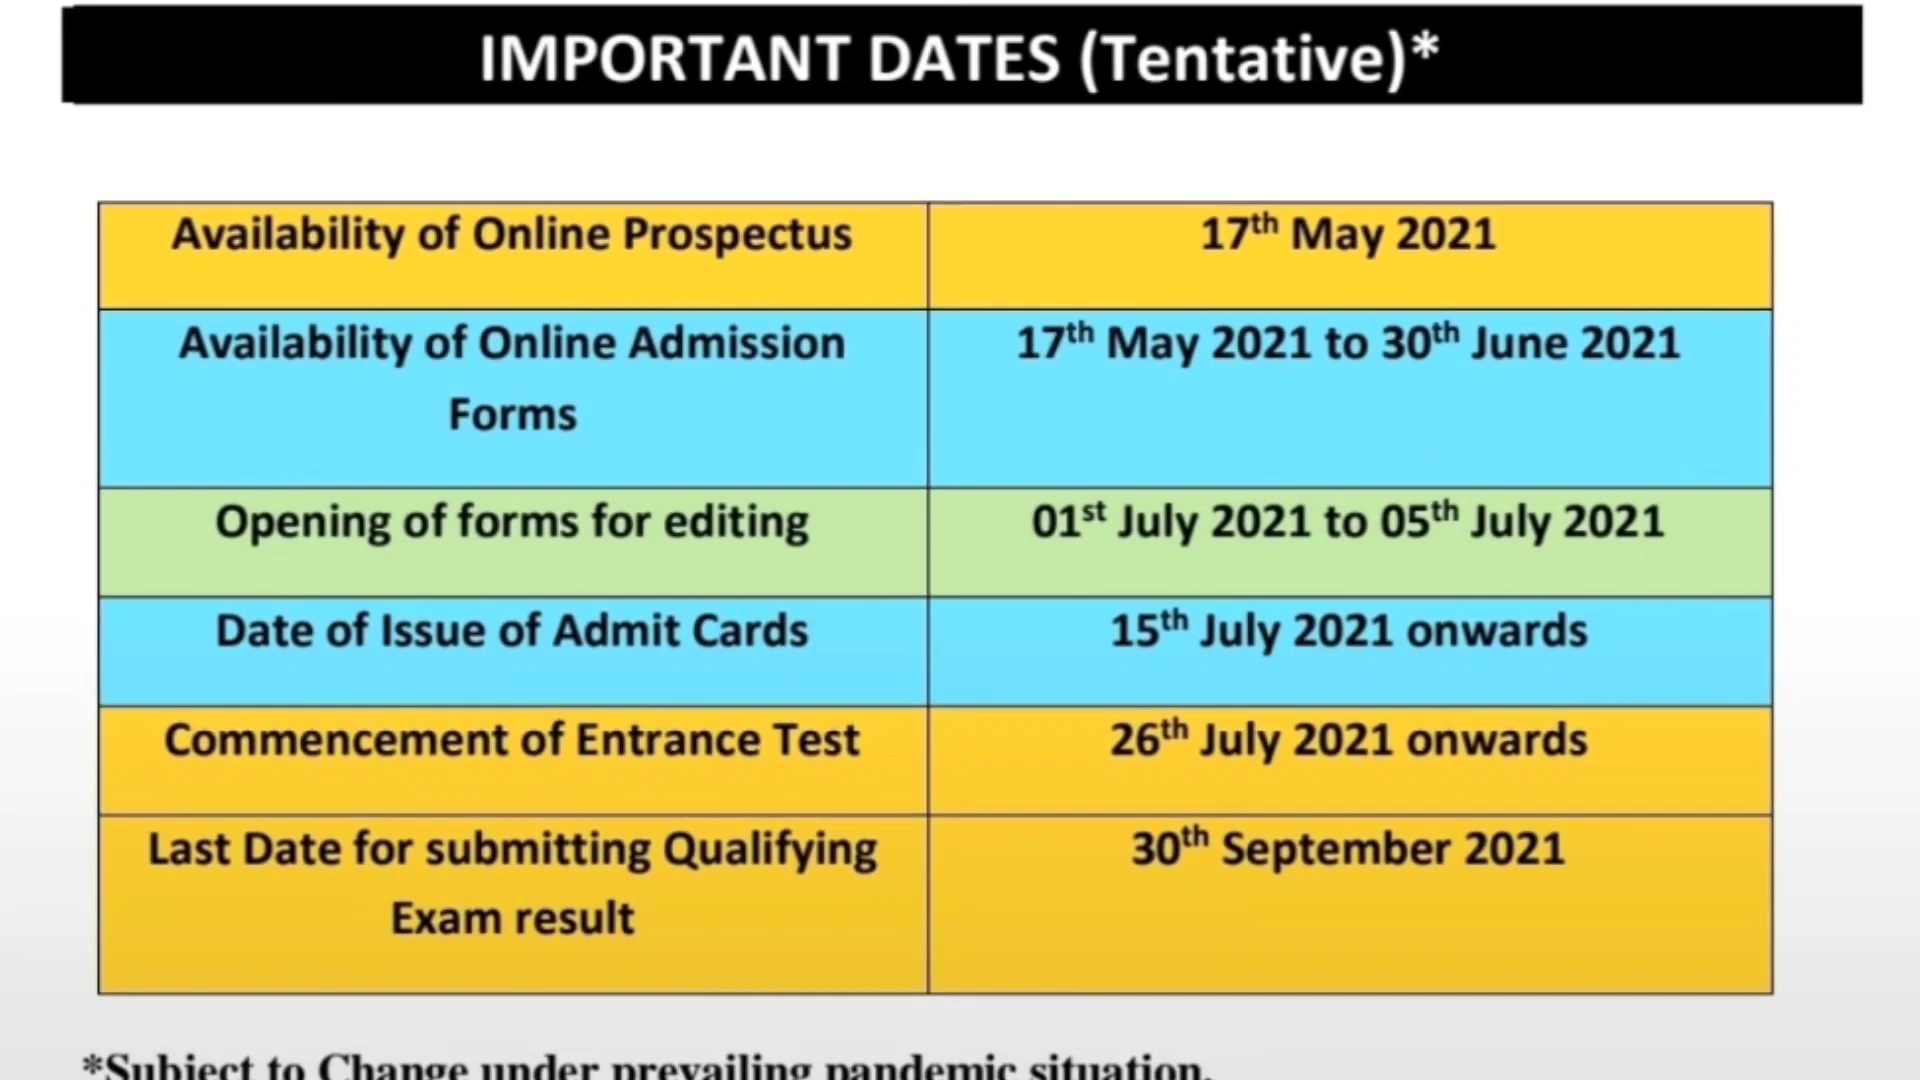 IMPORTANT DATES (Tentative)*
Availability of Online Prospectus
17th May 2021
Availability of Online Admission
Forms
17th May 2021 to 30th June 2021
Opening of forms for editing
01st July 2021 to 05th July 2021
Date of Issue of Admit Cards
15th July 2021 onwards
Commencement of Entrance Test
26th July 2021 onwards
Last Date for submitting Qualifying
Exam result
30th September 2021
*Subject to Change under prevailing pandemic situation.